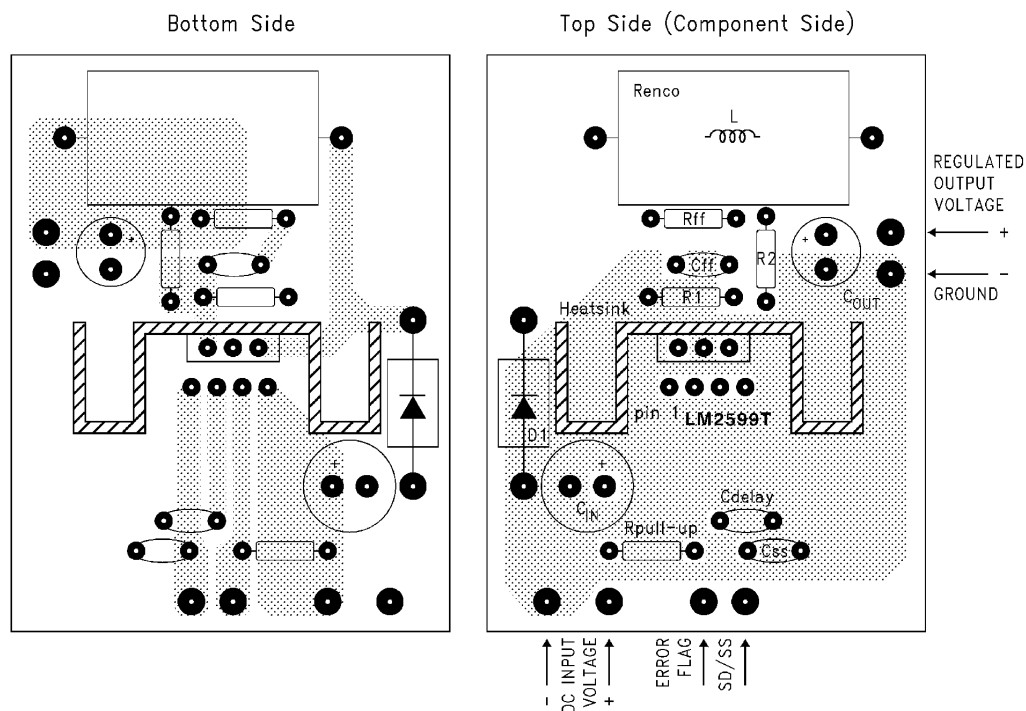 Bottom Side
Top Side (Component Side)
Renco
L
REGULATED
OUTPUT
VOLTAGE
+
-
GROUND
+
Rff
+
R2
Cff
R1
COUT
Heatsink
pin 1
LM2599T
D1
+
+
CIN
Cdelay
Rpull-up
Css
-
DC INPUT
VOLTAGE
+
ERROR
FLAG
SD/SS